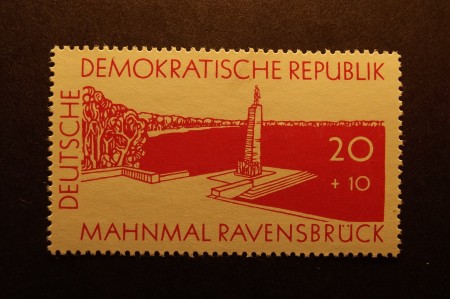 DEUTSCHE
DEMOKRATISCHE REPUBLIK
20
+10
MAHNMAL RAVENSBRÜCK